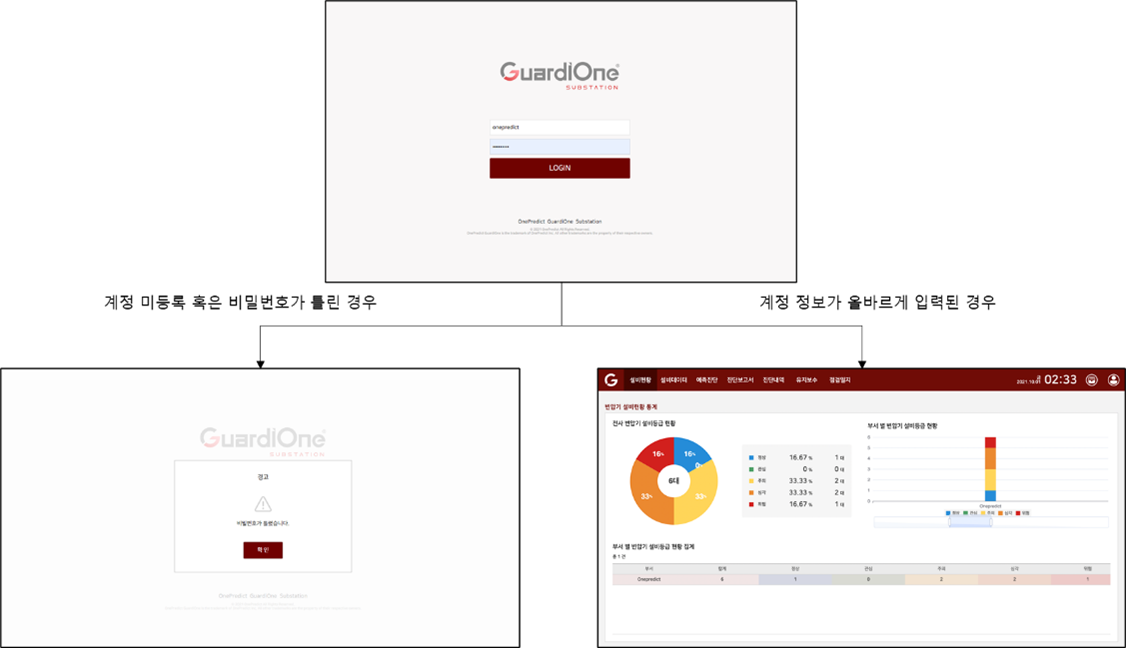 GuardiOne
SUBSTATION
onepredict
LOGIN
OnePredict GuardiOne Substation
계정 미등록 혹은 비밀번호가 틀린 경우
계정 정보가 올바르게 입력된 경우
GuardiOne
SUBSTATION
경고
비밀번호가 틀렸습니다.
확인
OnePredict GuardiOne Substation
G 설비현황 설비데이터 예측진단 진단보고서 진단내역 유지보수 점검일지 02:33
변압기 설비현황 통계
전사 변압기 설비등급 현황
16% 16% 0% 33% 33%
6대
정상 16.67 % 1 대
관심 0 % 0 대
주의 33.33 % 2 대
심각 33.33 % 2 대
위험 16.67 % 1 대
부서 별 변압기 설비등급 현황
6
5
4
3
2
1
0
Onepredict
정상 관심 주의 심각 위험
부서 별 변압기 설비등급 현황 집계
총 1 건
부서 합계 정상 관심 주의 심각 위험
Onepredict 6 1 0 2 2 1